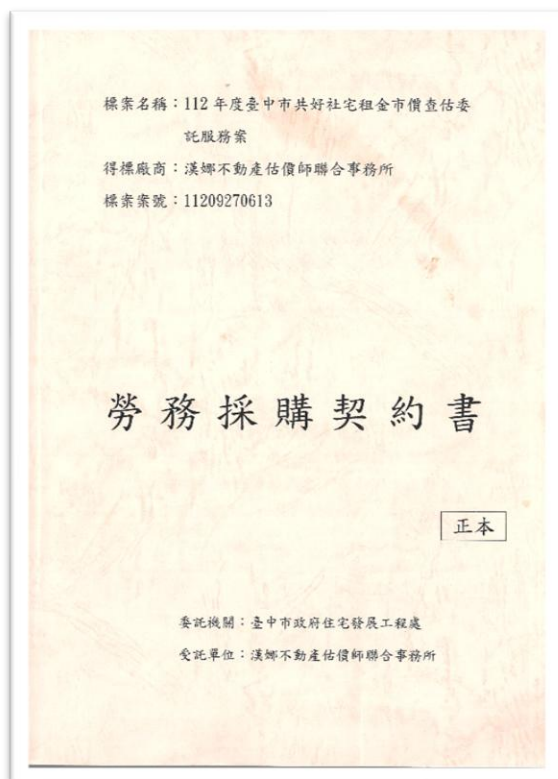 標案名稱：112 年度臺中市共好社宅租金市價查估委
託服務案
得標廠商：漢娜不動產估價師聯合事務所
標案案號：11209270613
勞務採購契約書
正本
委託機關：臺中市政府住宅發展工程處
受託單位：漢娜不動產估價師聯合事務所